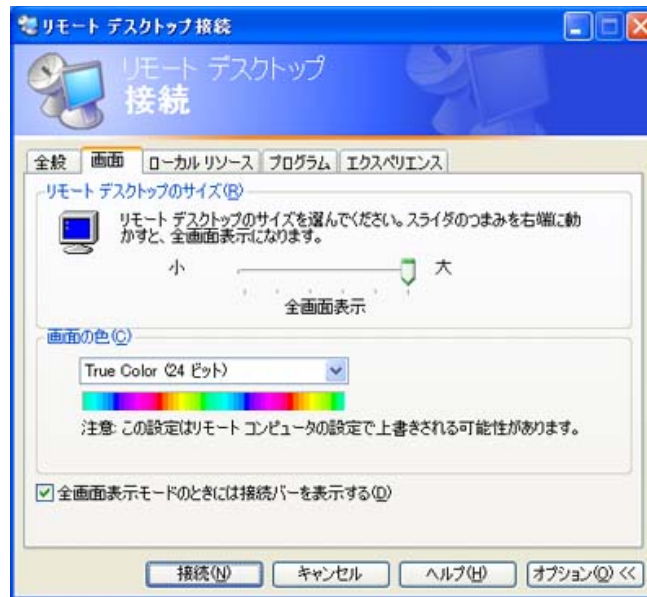 リモート デスクトップ接続
リモート デスクトップ
接続
全般 画面 ローカル リソース プログラム エクスペリエンス
リモート デスクトップのサイズ(R)
リモート デスクトップのサイズを選んでください。スライダのつまみを右端に動
かすと、全画面表示になります。
小 大
全画面表示
画面の色(C)
True Color (24 ビット)
注意: この設定はリモート コンピュータの設定で上書きされる可能性があります。
全画面表示モードのときには接続バーを表示する(D)
接続(N) キャンセル ヘルプ(H) オプション(O) <<